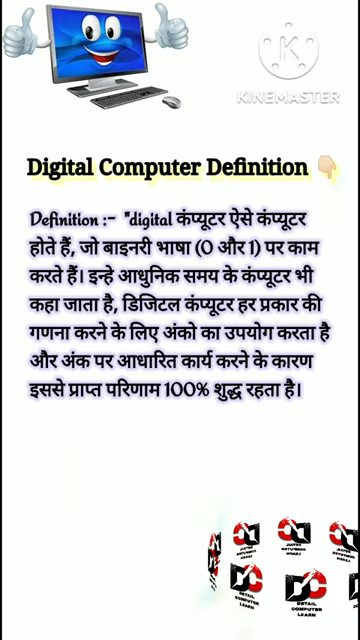 KINEMASTER
Digital Computer Definition 👇🏻
Definition :- "digital कंप्यूटर ऐसे कंप्यूटर
होते हैं, जो बाइनरी भाषा (0 और 1) पर काम
करते हैं। इन्हे आधुनिक समय के कंप्यूटर भी
कहा जाता है, डिजिटल कंप्यूटर हर प्रकार की
गणना करने के लिए अंको का उपयोग करता है
और अंक पर आधारित कार्य करने के कारण
इससे प्राप्त परिणाम 100% शुद्ध रहता है।
DETAIL
COMPUTER
LEARN